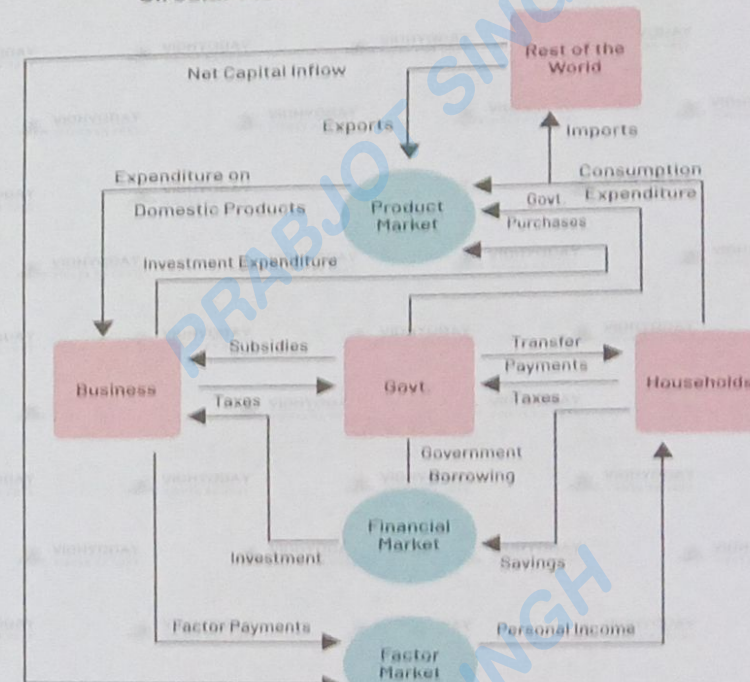 Rest of the
World
Net Capital Inflow
Exports
Imports
Expenditure on
Domestic Products
Product
Market
Consumption
Expenditure
Govt.
Purchases
Investment Expenditure
Business
Subsidies
Taxes
Govt.
Transfer
Payments
Taxes
Households
Government
Borrowing
Financial
Market
Investment
Savings
Factor Payments
Personal Income
Factor
Market
PRABJOT SINGH